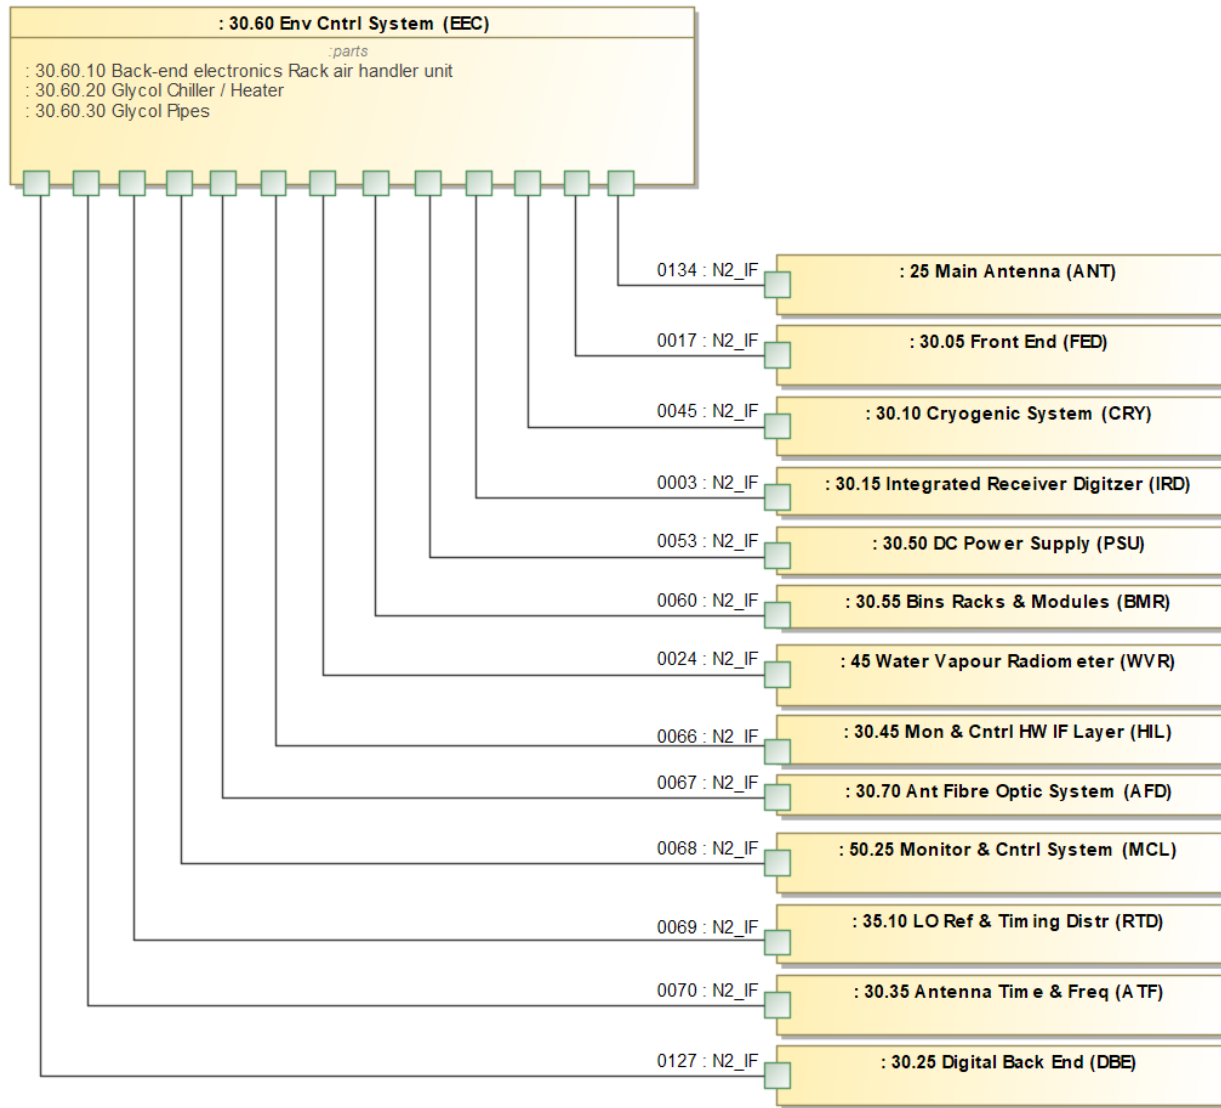 : 30.60 Env Cntrl System (EEC)
:parts
: 30.60.10 Back-end electronics Rack air handler unit
: 30.60.20 Glycol Chiller / Heater
: 30.60.30 Glycol Pipes
0134 : N2_IF
: 25 Main Antenna (ANT)
0017 : N2_IF
: 30.05 Front End (FED)
0045 : N2_IF
: 30.10 Cryogenic System (CRY)
0003 : N2_IF
: 30.15 Integrated Receiver Digitzer (IRD)
0053 : N2_IF
: 30.50 DC Power Supply (PSU)
0060 : N2_IF
: 30.55 Bins Racks & Modules (BMR)
0024 : N2_IF
: 45 Water Vapour Radiometer (WVR)
0066 : N2_IF
: 30.45 Mon & Cntrl HW IF Layer (HIL)
0067 : N2_IF
: 30.70 Ant Fibre Optic System (AFD)
0068 : N2_IF
: 50.25 Monitor & Cntrl System (MCL)
0069 : N2_IF
: 35.10 LO Ref & Timing Distr (RTD)
0070 : N2_IF
: 30.35 Antenna Time & Freq (ATF)
0127 : N2_IF
: 30.25 Digital Back End (DBE)